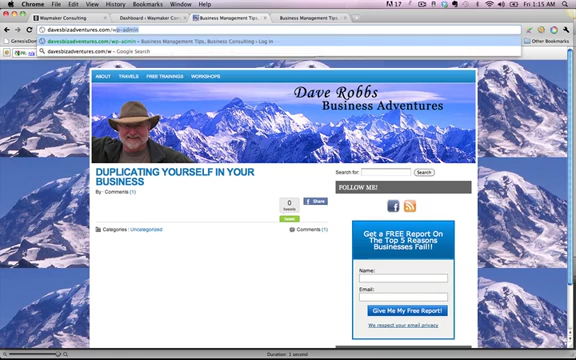 Chrome File Edit View History Bookmarks Window Help
17
Fri 1:15 AM
Waymaker Consulting
Dashboard ‹ Waymaker Con
Business Management Tips,
Business Management Tips,
davesbizadventures.com/wp-admin
davesbizadventures.com/wp-admin - Business Management Tips, Business Consulting › Log in
davesbizadventures.com/w - Google Search
Other Bookmarks
PR:
ABOUT TRAVELS FREE TRAININGS WORKSHOPS
Dave Robbs
Business Adventures
DUPLICATING YOURSELF IN YOUR
BUSINESS
By · Comments (1)
0
Share
tweet
Categories : Uncategorized
Comments (1)
Search for:
Search
FOLLOW ME!
Get a FREE Report On
The Top 5 Reasons
Businesses Fail!!
Name:
Email:
Give Me My Free Report!
We respect your email privacy
Duration: 1 second